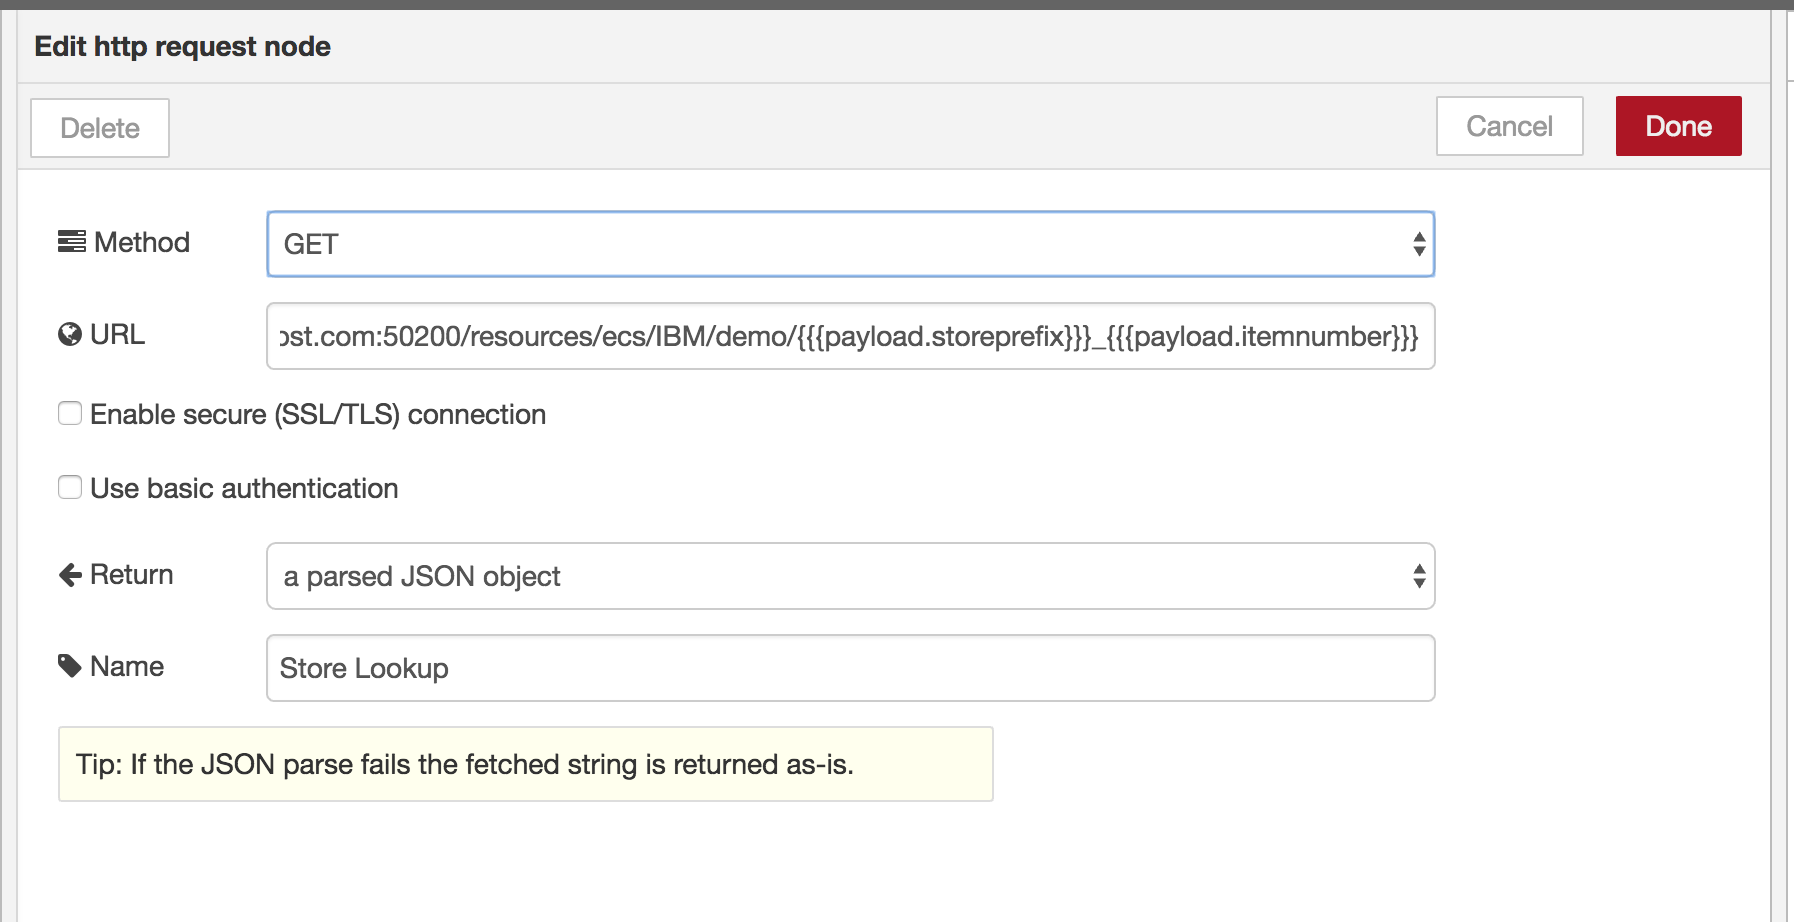 Edit http request node
Delete
Cancel
Done
Method
GET
URL
ost.com:50200/resources/ecs/IBM/demo/{{{payload.storeprefix}}}_{{{payload.itemnumber}}}
Enable secure (SSL/TLS) connection
Use basic authentication
Return
a parsed JSON object
Name
Store Lookup
Tip: If the JSON parse fails the fetched string is returned as-is.